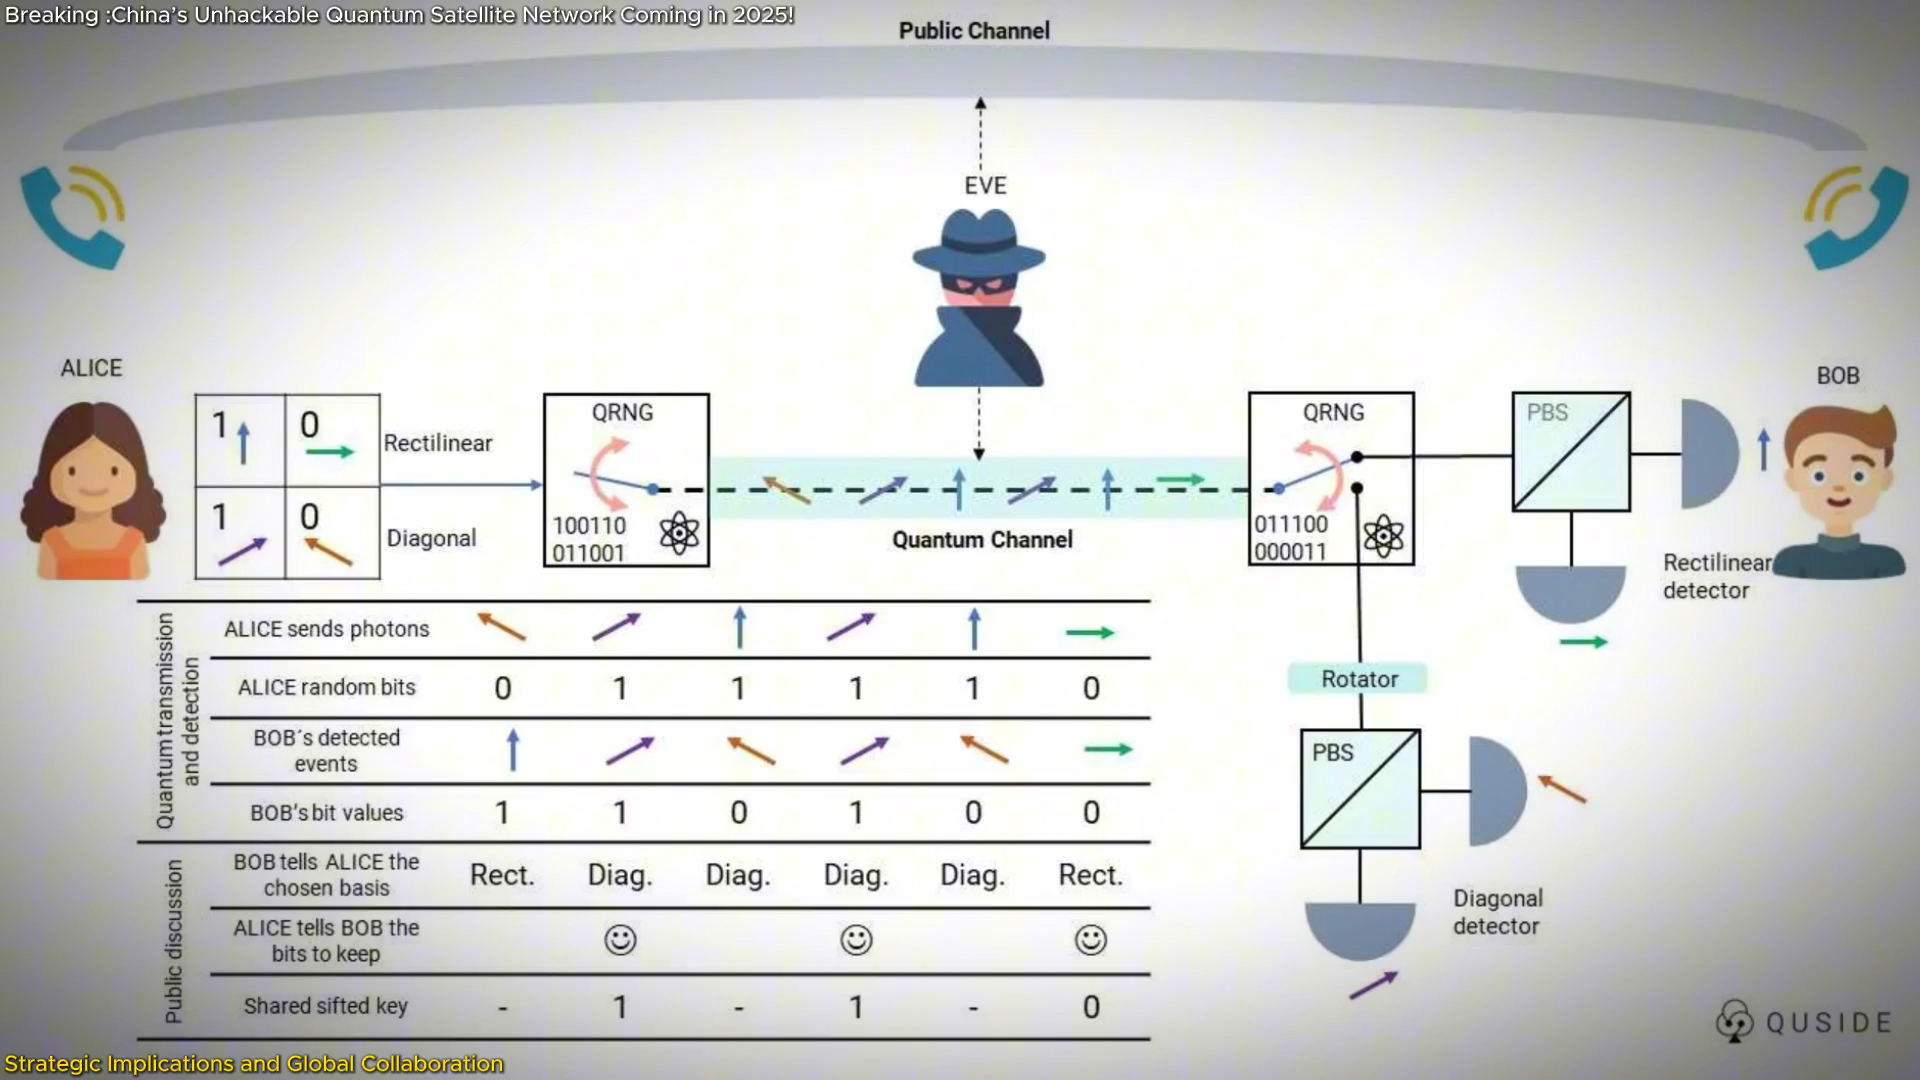 Breaking :China's Unhackable Quantum Satellite Network Coming in 2025!
Public Channel
EVE
ALICE
BOB
1 0
Rectilinear
1 0
Diagonal
QRNG
100110
011001
Quantum Channel
QRNG
011100
000011
PBS
Rectilinear
detector
Rotator
PBS
Diagonal
detector
Quantum transmission
and detection
ALICE sends photons
ALICE random bits 0 1 1 1 1 0
BOB´s detected
events
BOB's bit values 1 1 0 1 0 0
Public discussion
BOB tells ALICE the
chosen basis
Rect. Diag. Diag. Diag. Diag. Rect.
ALICE tells BOB the
bits to keep
Shared sifted key - 1 - 1 - 0
QUSIDE
Strategic Implications and Global Collaboration